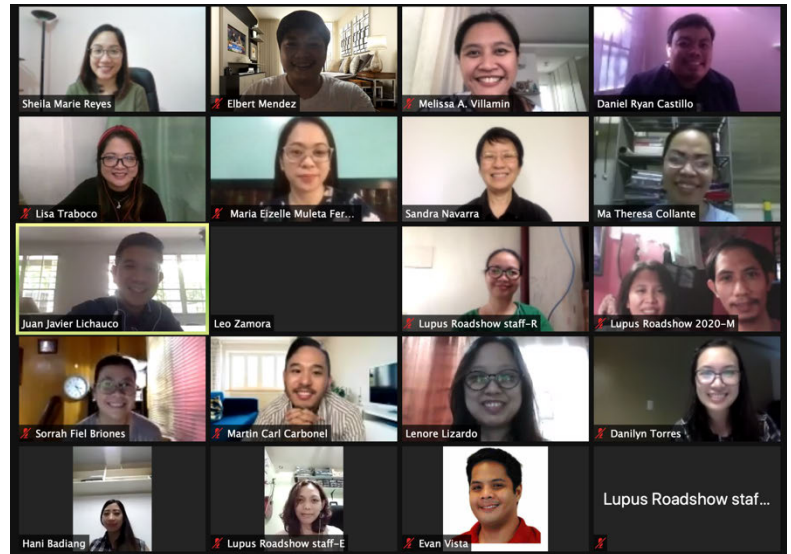 Sheila Marie Reyes
Elbert Mendez
Melissa A. Villamin
Daniel Ryan Castillo
Lisa Traboco
Maria Eizelle Muleta Fer...
Sandra Navarra
Ma Theresa Collante
Juan Javier Lichauco
Leo Zamora
Lupus Roadshow staff-R
Lupus Roadshow 2020-M
Sorrah Fiel Briones
Martin Carl Carbonel
Lenore Lizardo
Danilyn Torres
Hani Badiang
Lupus Roadshow staff-E
Evan Vista
Lupus Roadshow staf...